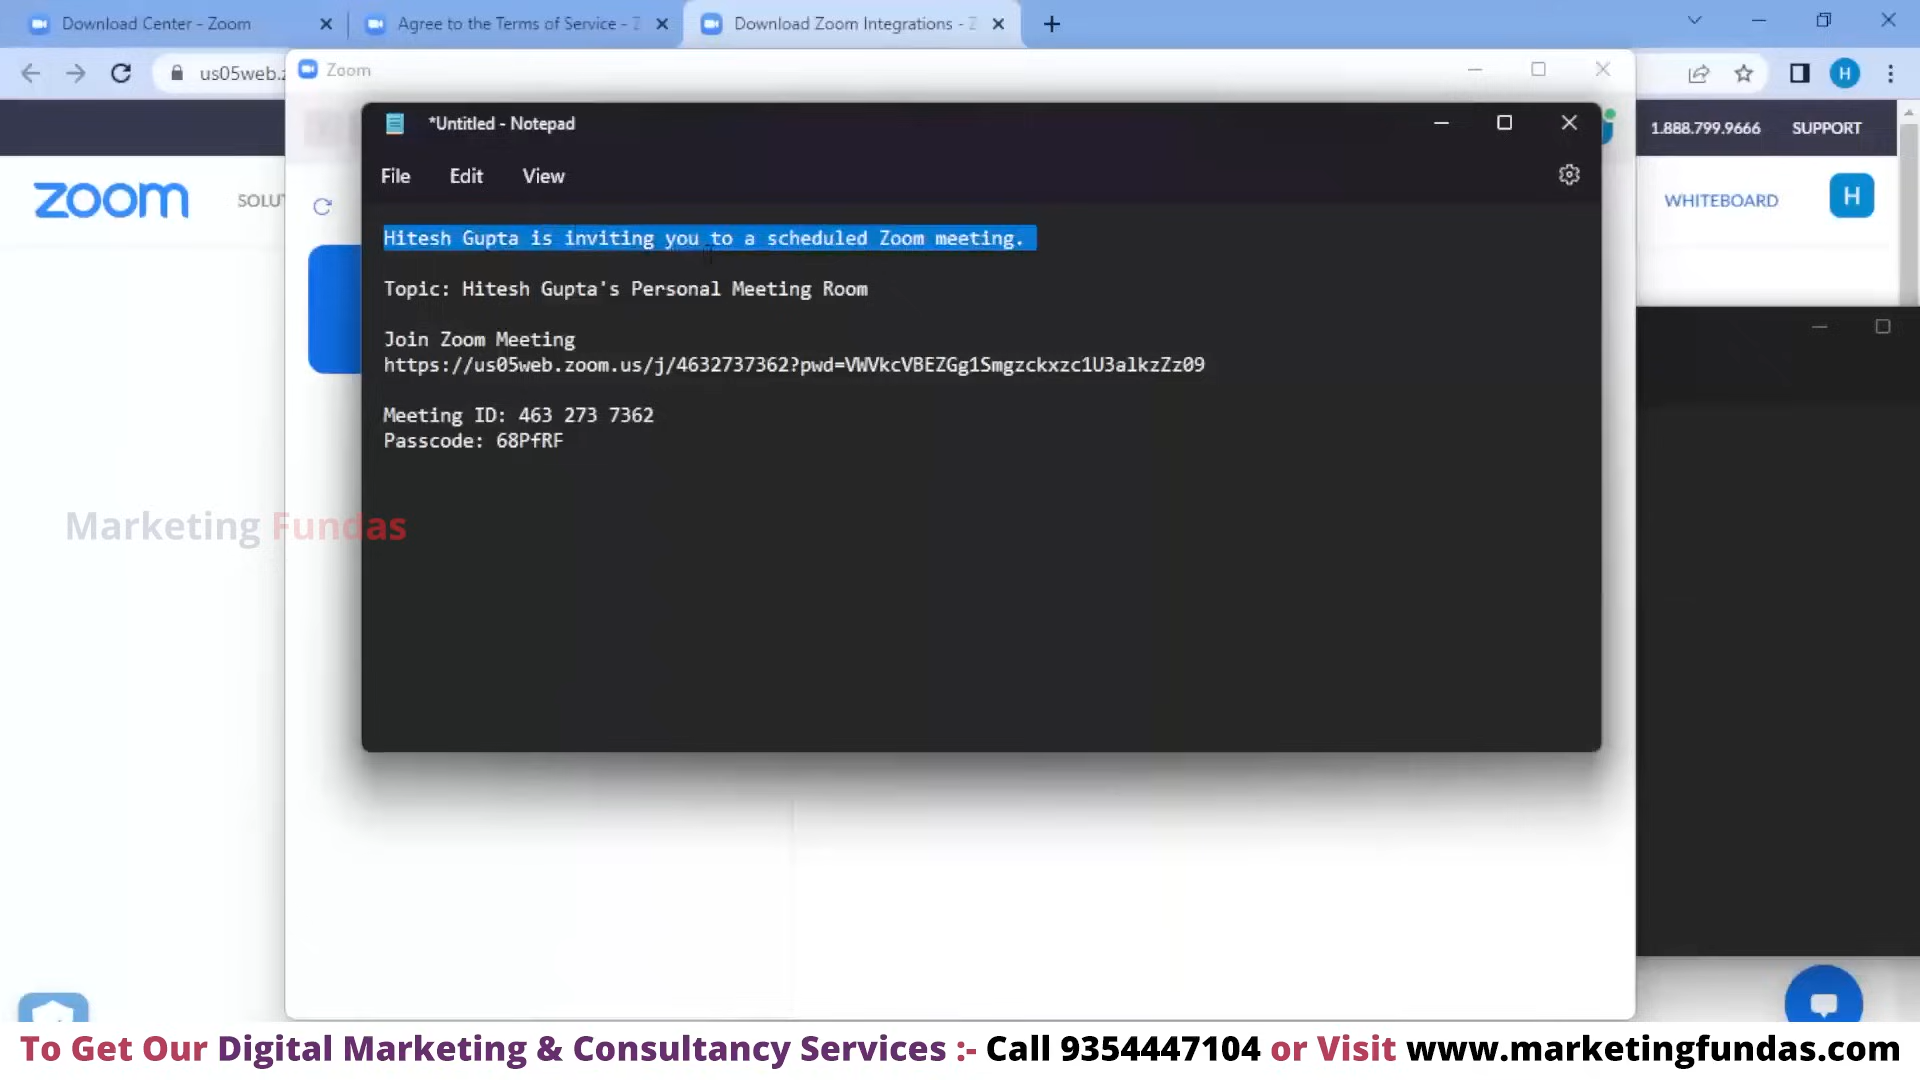 Download Center - Zoom
Agree to the Terms of Service - Z
Download Zoom Integrations - Z
us05web.z
Zoom
H
*Untitled - Notepad
1.888.799.9666 SUPPORT
File Edit View
zoom SOLUT
WHITEBOARD H
Hitesh Gupta is inviting you to a scheduled Zoom meeting.
Topic: Hitesh Gupta's Personal Meeting Room
Join Zoom Meeting
https://us05web.zoom.us/j/4632737362?pwd=VWVkcVBEZGg1Smgzckxzc1U3alkzZz09
Meeting ID: 463 273 7362
Passcode: 68PfRF
Marketing Fundas
To Get Our Digital Marketing & Consultancy Services :- Call 9354447104 or Visit www.marketingfundas.com